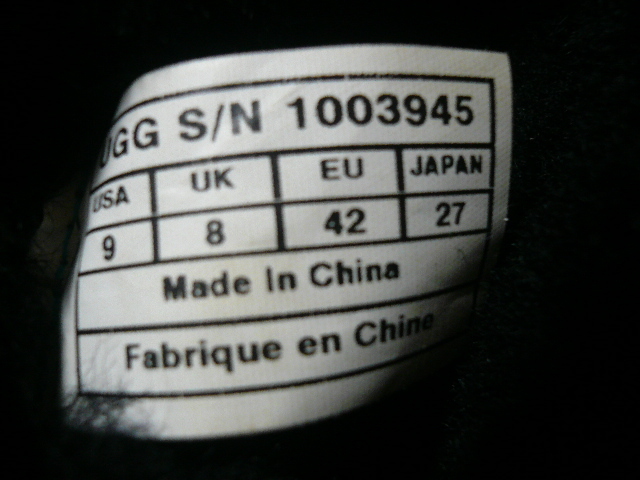 UGG S/N 1003945
USA UK EU JAPAN
9 8 42 27
Made In China
Fabrique en Chine